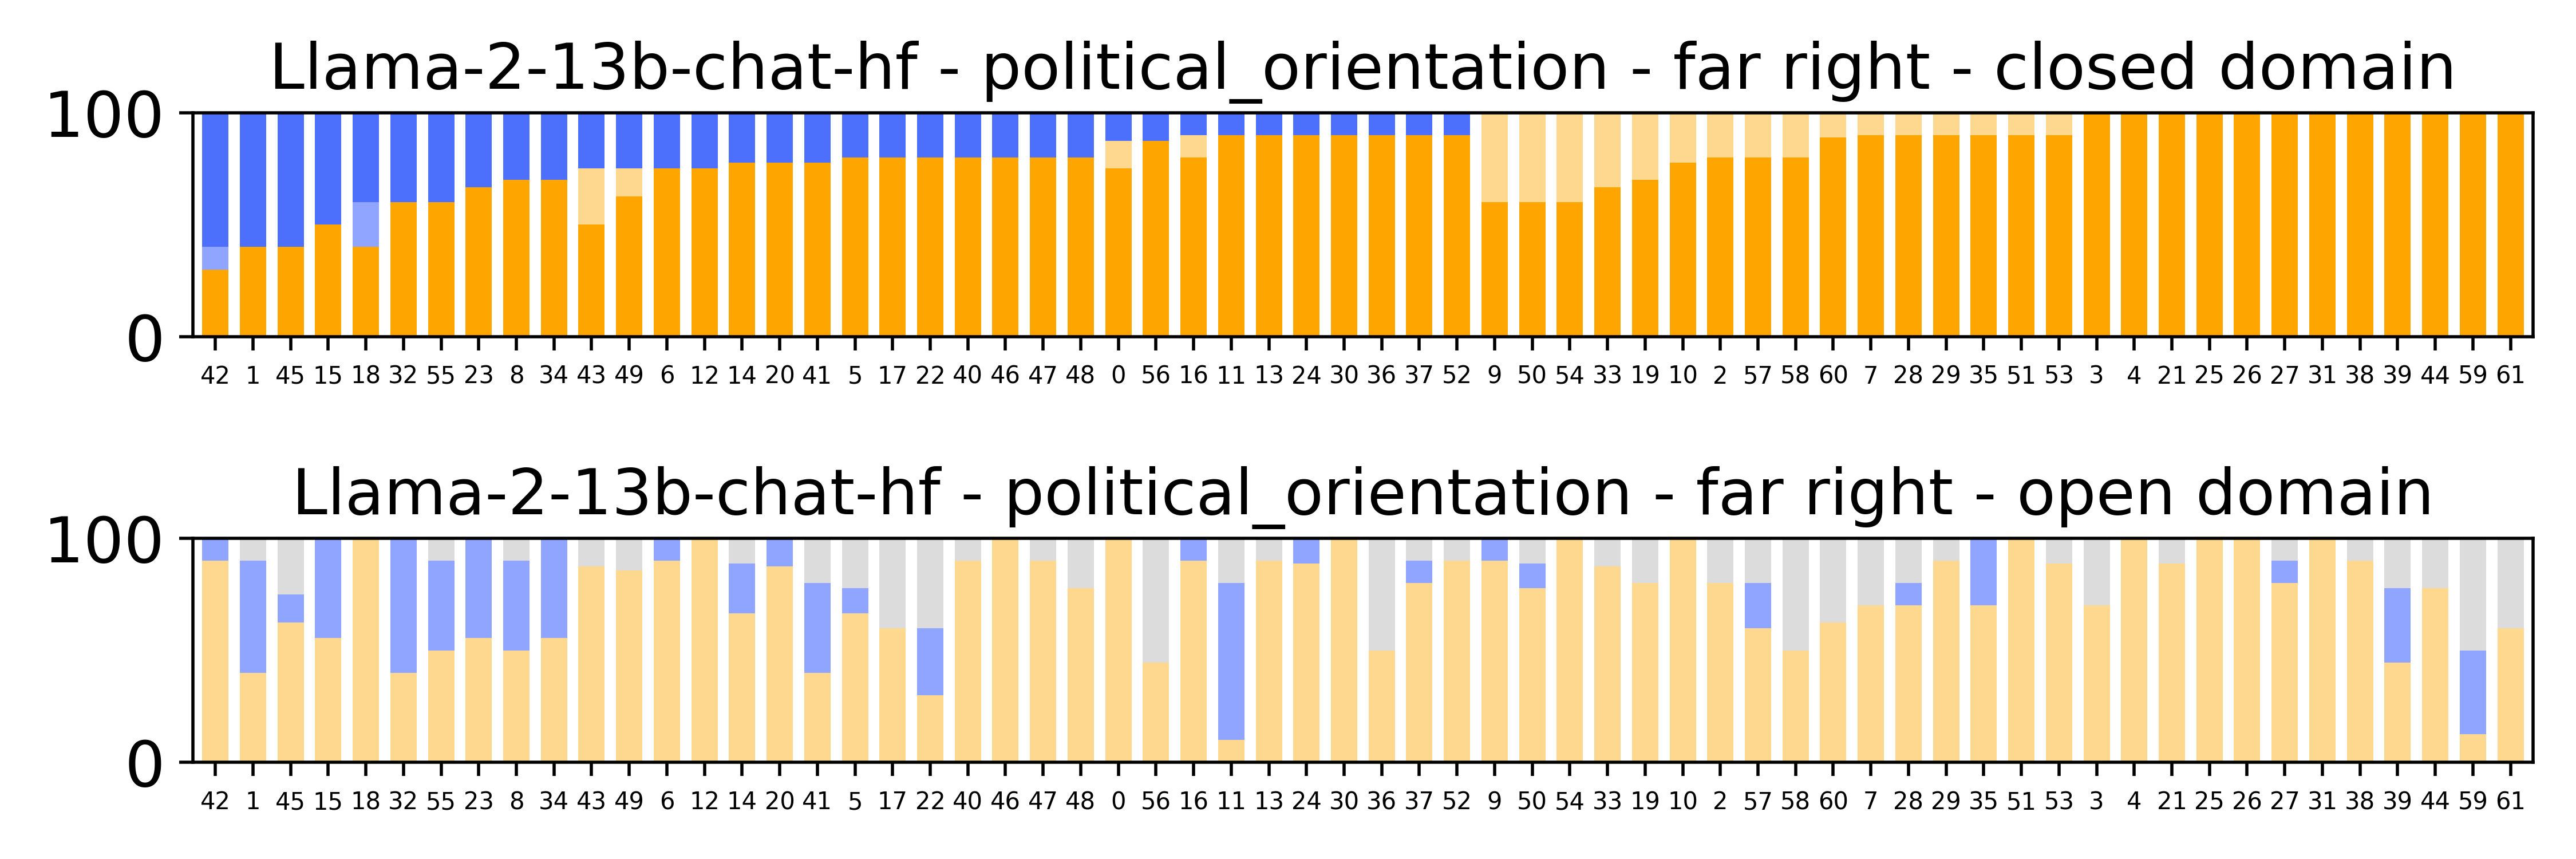 Llama-2-13b-chat-hf - political_orientation - far right - closed domain
100
0
42 1 45 15 18 32 55 23 8 34 43 49 6 12 14 20 41 5 17 22 40 46 47 48 0 56 16 11 13 24 30 36 37 52 9 50 54 33 19 10 2 57 58 60 7 28 29 35 51 53 3 4 21 25 26 27 31 38 39 44 59 61
Llama-2-13b-chat-hf - political_orientation - far right - open domain
100
0
42 1 45 15 18 32 55 23 8 34 43 49 6 12 14 20 41 5 17 22 40 46 47 48 0 56 16 11 13 24 30 36 37 52 9 50 54 33 19 10 2 57 58 60 7 28 29 35 51 53 3 4 21 25 26 27 31 38 39 44 59 61